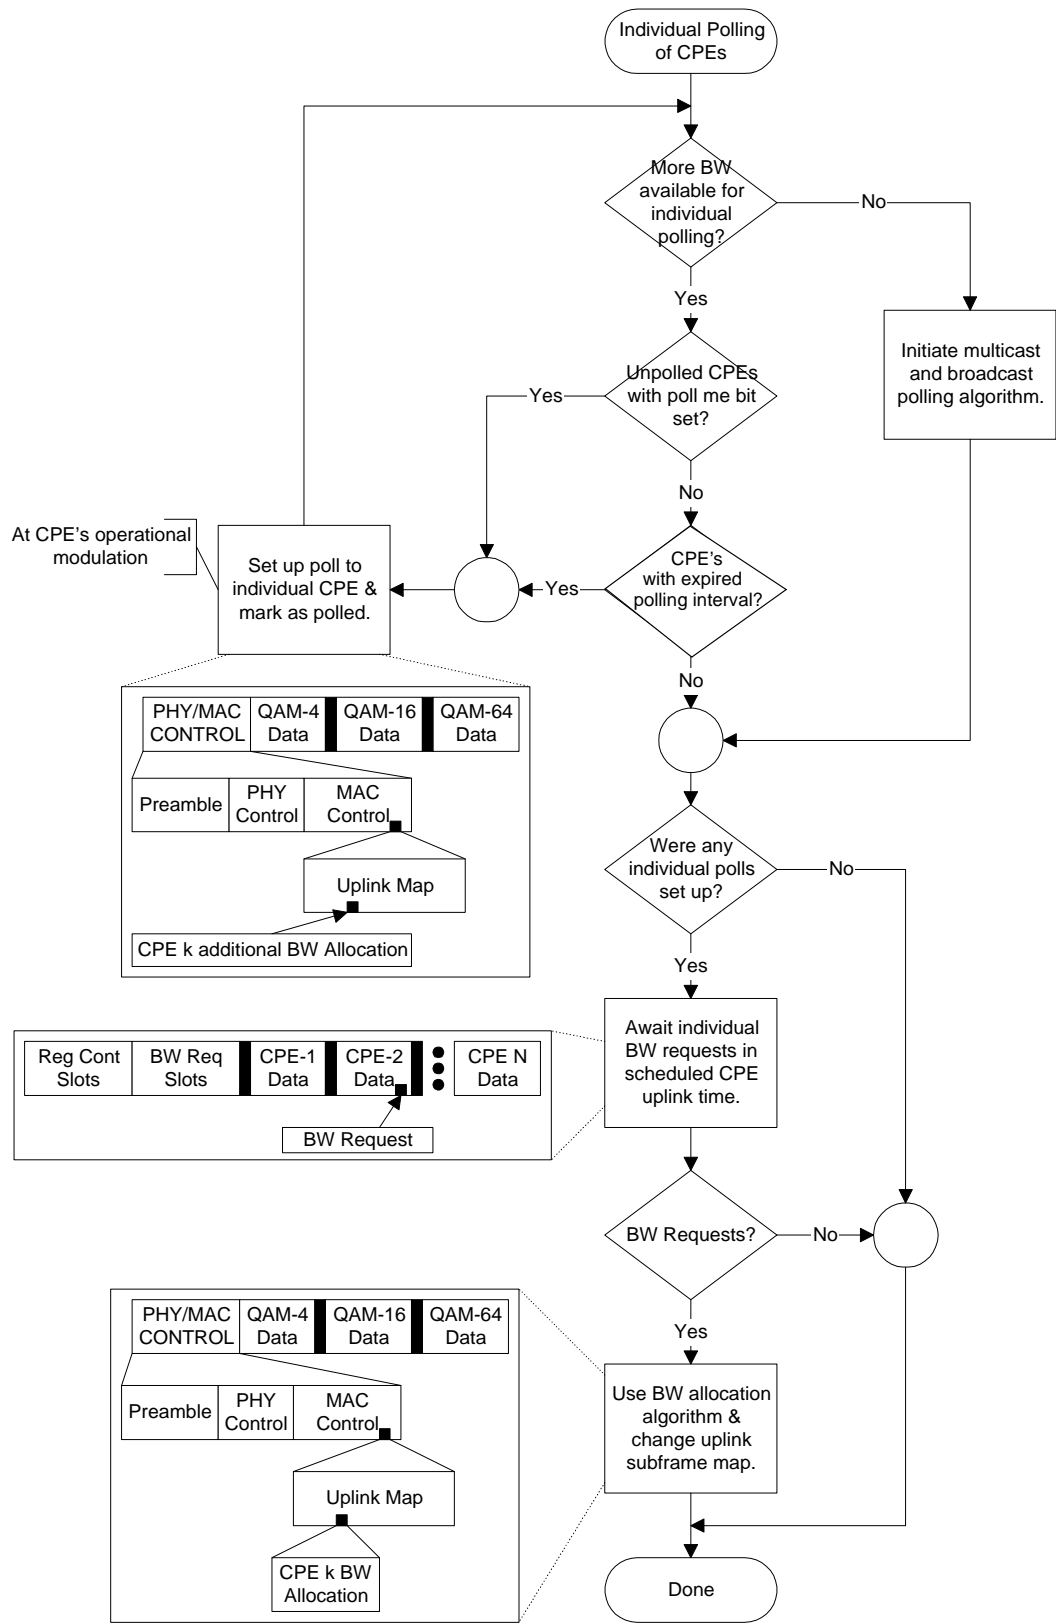 Individual Polling
of CPEs
More BW
available for
individual
polling?
No
Yes
Initiate multicast
and broadcast
polling algorithm.
Unpolled CPEs
with poll me bit
set?
Yes
No
At CPE's operational
modulation
Set up poll to
individual CPE &
mark as polled.
CPE's
with expired
polling interval?
Yes
No
PHY/MAC
CONTROL
QAM-4
Data
QAM-16
Data
QAM-64
Data
Preamble
PHY
Control
MAC
Control
Uplink Map
CPE k additional BW Allocation
Were any
individual polls
set up?
No
Yes
Await individual
BW requests in
scheduled CPE
uplink time.
Reg Cont
Slots
BW Req
Slots
CPE-1
Data
CPE-2
Data
CPE N
Data
BW Request
BW Requests?
No
Yes
PHY/MAC
CONTROL
QAM-4
Data
QAM-16
Data
QAM-64
Data
Preamble
PHY
Control
MAC
Control
Uplink Map
CPE k BW
Allocation
Use BW allocation
algorithm &
change uplink
subframe map.
Done